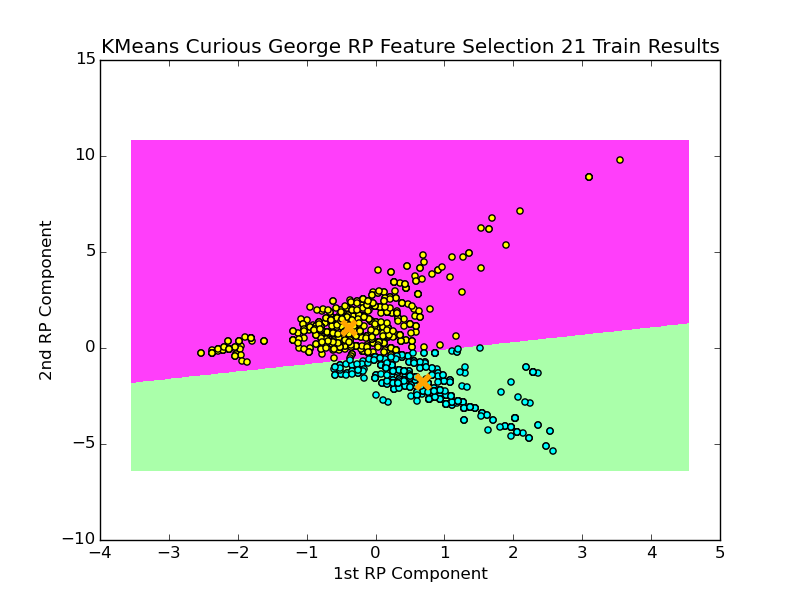 KMeans Curious George RP Feature Selection 21 Train Results
15
10
5
0
−5
−10
−4 −3 −2 −1 0 1 2 3 4 5
2nd RP Component
1st RP Component